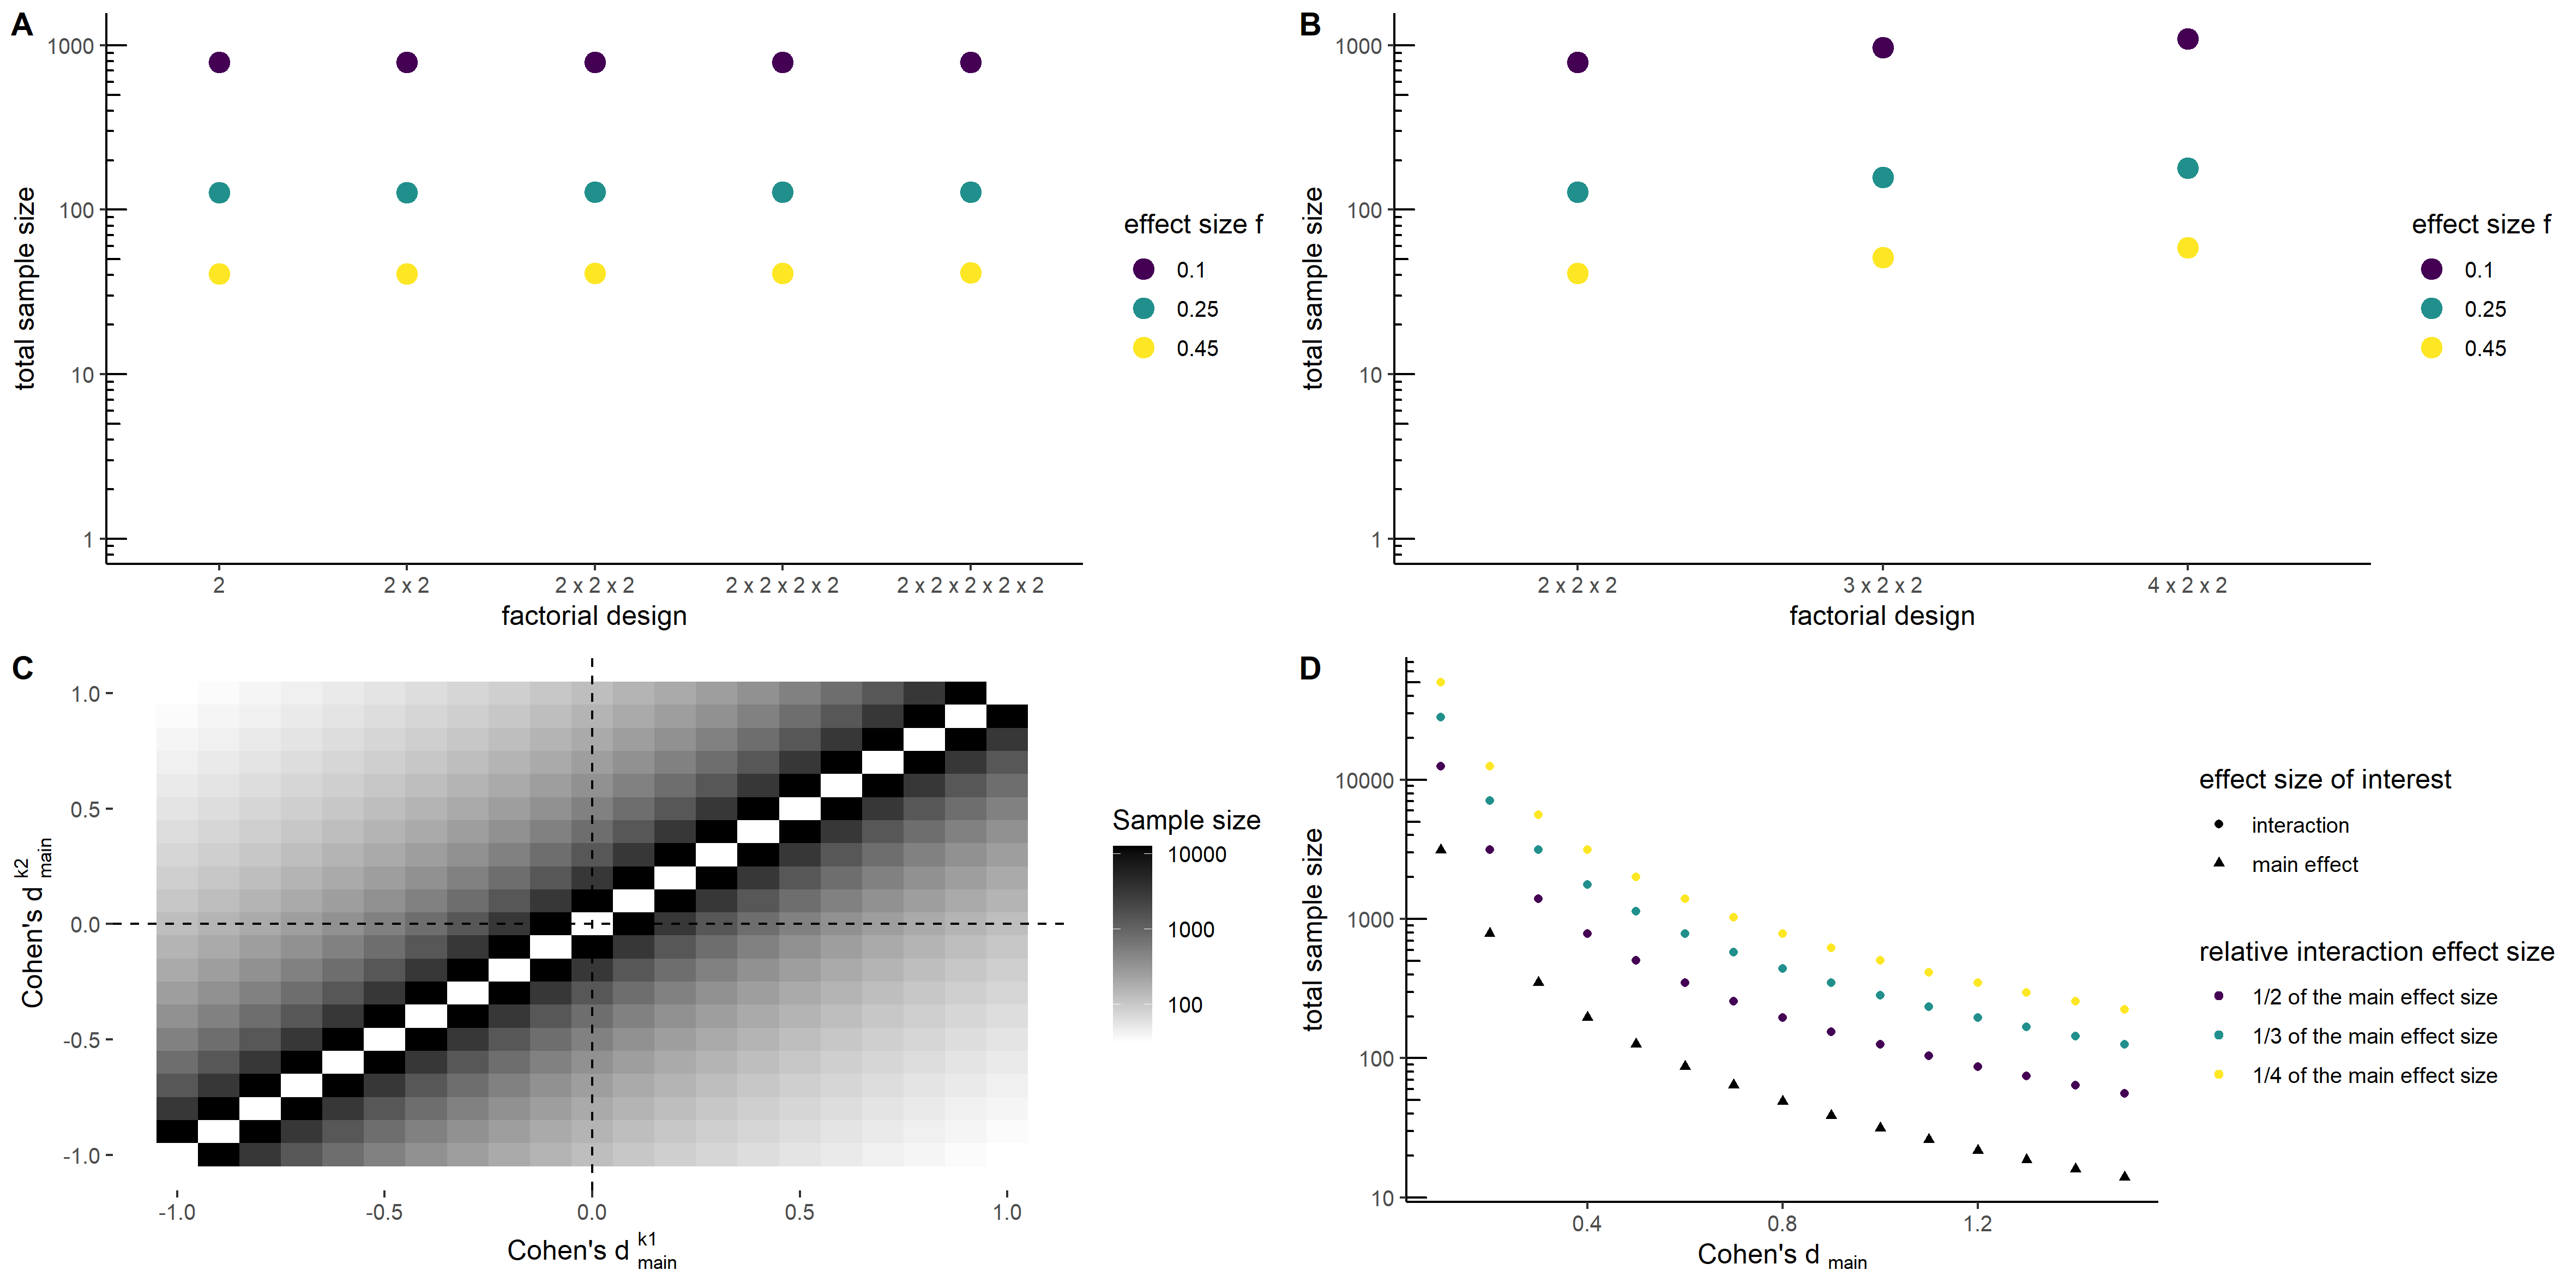 A
total sample size
1000
100
10
1
2
2 x 2
2 x 2 x 2
2 x 2 x 2 x 2
2 x 2 x 2 x 2 x 2
factorial design
effect size f
0.1
0.25
0.45
B
total sample size
1000
100
10
1
2 x 2 x 2
3 x 2 x 2
4 x 2 x 2
factorial design
effect size f
0.1
0.25
0.45
C
Cohen's d k2 main
1.0
0.5
0.0
-0.5
-1.0
-1.0
-0.5
0.0
0.5
1.0
Cohen's d k1 main
Sample size
10000
1000
100
D
total sample size
10000
1000
100
10
0.4
0.8
1.2
Cohen's d main
effect size of interest
interaction
main effect
relative interaction effect size
1/2 of the main effect size
1/3 of the main effect size
1/4 of the main effect size